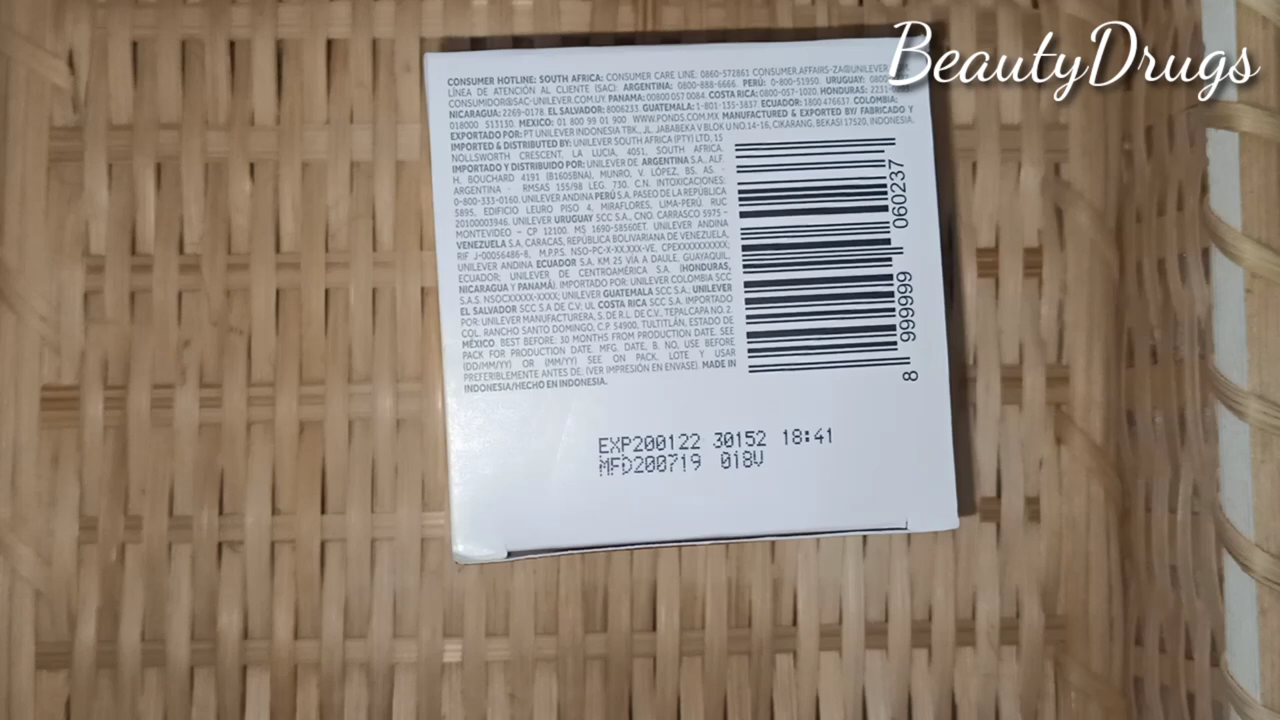 BeautyDrugs
CONSUMER HOTLINE: SOUTH AFRICA: CONSUMER CARE LINE: 0860-572861 CONSUMER.AFFAIRS-ZA@UNILEVER
LÍNEA DE ATENCIÓN AL CLIENTE (SAC): ARGENTINA: 0800-888-6666. PERÚ: 0-800-51950. URUGUAY:
CONSUMIDOR@SAC-UNILEVER.COM.UY. PANAMA: 00800 057 0084. COSTA RICA: 0800-057-1020. HONDURAS:
NICARAGUA: 2269-0178. EL SALVADOR: 8006233. GUATEMALA: 1-801-135-3837. ECUADOR: 1800 476637. COLOMBIA:
018000 513130. MEXICO: 01 800 99 01 900 WWW.PONDS.COM.MX MANUFACTURED & EXPORTED BY/ FABRICADO Y
EXPORTADO POR: PT UNILEVER INDONESIA TBK., JL. JABABEKA V BLOK U NO.14-16, CIKARANG, BEKASI 17520, INDONESIA.
IMPORTED & DISTRIBUTED BY: UNILEVER SOUTH AFRICA (PTY) LTD, 15
NOLLSWORTH CRESCENT. LA LUCIA, 4051, SOUTH AFRICA.
IMPORTADO Y DISTRIBUIDO POR: UNILEVER DE ARGENTINA S.A., ALF.
H. BOUCHARD 4191 (B1605BNA), MUNRO, V. LÓPEZ, BS. AS. -
ARGENTINA - RMSAS 155/98 LEG. 730. C.N. INTOXICACIONES:
0-800-333-0160. UNILEVER ANDINA PERÚ S.A. PASEO DE LA REPÚBLICA
5895, EDIFICIO LEURO PISO 4, MIRAFLORES, LIMA-PERÚ. RUC
20100003946. UNILEVER URUGUAY SCC S.A., CNO. CARRASCO 5975 -
MONTEVIDEO - CP 12100. MS 1690-58560ET. UNILEVER ANDINA
VENEZUELA S.A, CARACAS, REPÚBLICA BOLIVARIANA DE VENEZUELA,
RIF J-00056486-8, M.P.P.S. NSO-PC-X-XX.XXX-VE, CPEXXXXXXXXXX;
UNILEVER ANDINA ECUADOR S.A. KM 25 VÍA A DAULE, GUAYAQUIL,
ECUADOR; UNILEVER DE CENTROAMÉRICA S.A. (HONDURAS,
NICARAGUA Y PANAMÁ). IMPORTADO POR: UNILEVER COLOMBIA SCC
S.A.S. NSOCXXXXX-XXXX; UNILEVER GUATEMALA SCC S.A.; UNILEVER
EL SALVADOR SCC S.A DE C.V; UL COSTA RICA SCC S.A. IMPORTADO
POR: UNILEVER MANUFACTURERA, S. DE R.L. DE C.V., TEPALCAPA NO. 2
COL. RANCHO SANTO DOMINGO, C.P. 54900, TULTITLÁN, ESTADO DE
MÉXICO. BEST BEFORE: 30 MONTHS FROM PRODUCTION DATE. SEE
PACK FOR PRODUCTION DATE. MFG. DATE, B. NO, USE BEFORE
(DD/MM/YY) OR (MM/YY) SEE ON PACK. LOTE Y USAR
PREFERIBLEMENTE ANTES DE: (VER IMPRESIÓN EN ENVASE). MADE IN
INDONESIA/HECHO EN INDONESIA.
8 999999 060237
EXP200122 30152 18:41
MFD200719 018V